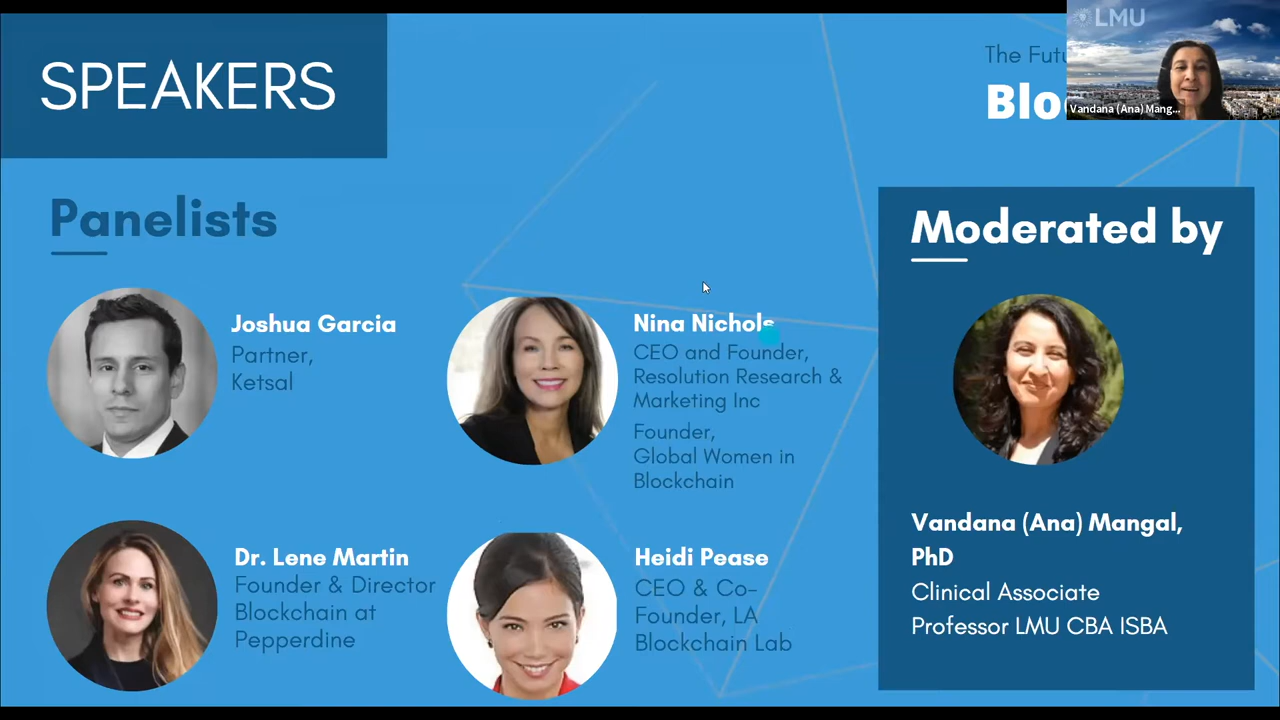 SPEAKERS
The Futu
Blo
LMU
Vandana (Ana) Mang...
Panelists
Joshua Garcia
Partner,
Ketsal
Nina Nichols
CEO and Founder,
Resolution Research &
Marketing Inc
Founder,
Global Women in
Blockchain
Dr. Lene Martin
Founder & Director
Blockchain at
Pepperdine
Heidi Pease
CEO & Co-
Founder, LA
Blockchain Lab
Moderated by
Vandana (Ana) Mangal,
PhD
Clinical Associate
Professor LMU CBA ISBA